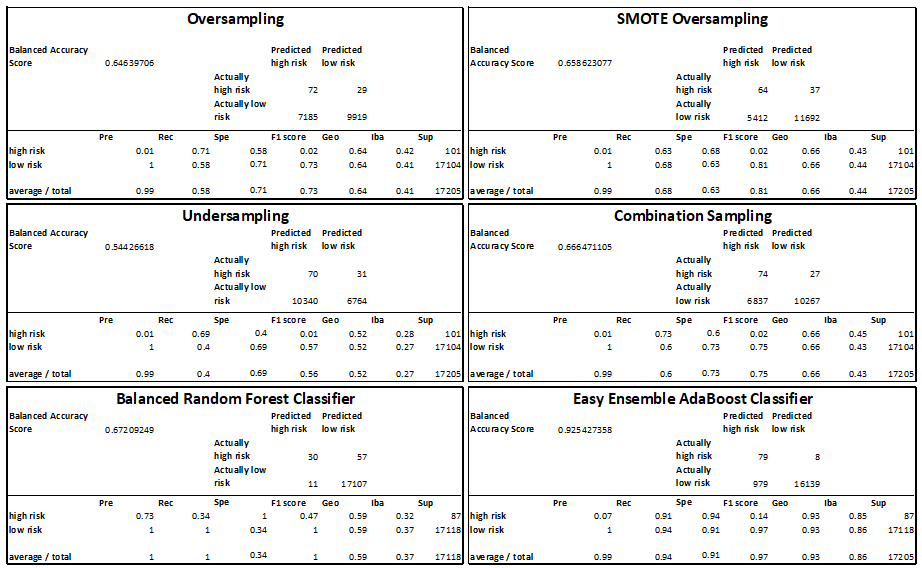 Oversampling
Balanced Accuracy Score 0.64639706
Predicted high risk Predicted low risk
Actually high risk 72 29
Actually low risk 7185 9919
Pre Rec Spe F1 score Geo Iba Sup
high risk 0.01 0.71 0.58 0.02 0.64 0.42 101
low risk 1 0.58 0.71 0.73 0.64 0.41 17104
average / total 0.99 0.58 0.71 0.73 0.64 0.41 17205
SMOTE Oversampling
Balanced Accuracy Score 0.658623077
Predicted high risk Predicted low risk
Actually high risk 64 37
Actually low risk 5412 11692
Pre Rec Spe F1 score Geo Iba Sup
high risk 0.01 0.63 0.68 0.02 0.66 0.43 101
low risk 1 0.68 0.63 0.81 0.66 0.44 17104
average / total 0.99 0.68 0.63 0.81 0.66 0.44 17205
Undersampling
Balanced Accuracy Score 0.54426618
Predicted high risk Predicted low risk
Actually high risk 70 31
Actually low risk 10340 6764
Pre Rec Spe F1 score Geo Iba Sup
high risk 0.01 0.69 0.4 0.01 0.52 0.28 101
low risk 1 0.4 0.69 0.57 0.52 0.27 17104
average / total 0.99 0.4 0.69 0.56 0.52 0.27 17205
Combination Sampling
Balanced Accuracy Score 0.666471105
Predicted high risk Predicted low risk
Actually high risk 74 27
Actually low risk 6837 10267
Pre Rec Spe F1 score Geo Iba Sup
high risk 0.01 0.73 0.6 0.02 0.66 0.45 101
low risk 1 0.6 0.73 0.75 0.66 0.43 17104
average / total 0.99 0.6 0.73 0.75 0.66 0.43 17205
Balanced Random Forest Classifier
Balanced Accuracy Score 0.67209249
Predicted high risk Predicted low risk
Actually high risk 30 57
Actually low risk 11 17107
Pre Rec Spe F1 score Geo Iba Sup
high risk 0.73 0.34 1 0.47 0.59 0.32 87
low risk 1 1 0.34 1 0.59 0.37 17118
average / total 1 1 0.34 1 0.59 0.37 17118
Easy Ensemble AdaBoost Classifier
Balanced Accuracy Score 0.925427358
Predicted high risk Predicted low risk
Actually high risk 79 8
Actually low risk 979 16139
Pre Rec Spe F1 score Geo Iba Sup
high risk 0.07 0.91 0.94 0.14 0.93 0.85 87
low risk 1 0.94 0.91 0.97 0.93 0.86 17118
average / total 0.99 0.94 0.91 0.97 0.93 0.86 17205